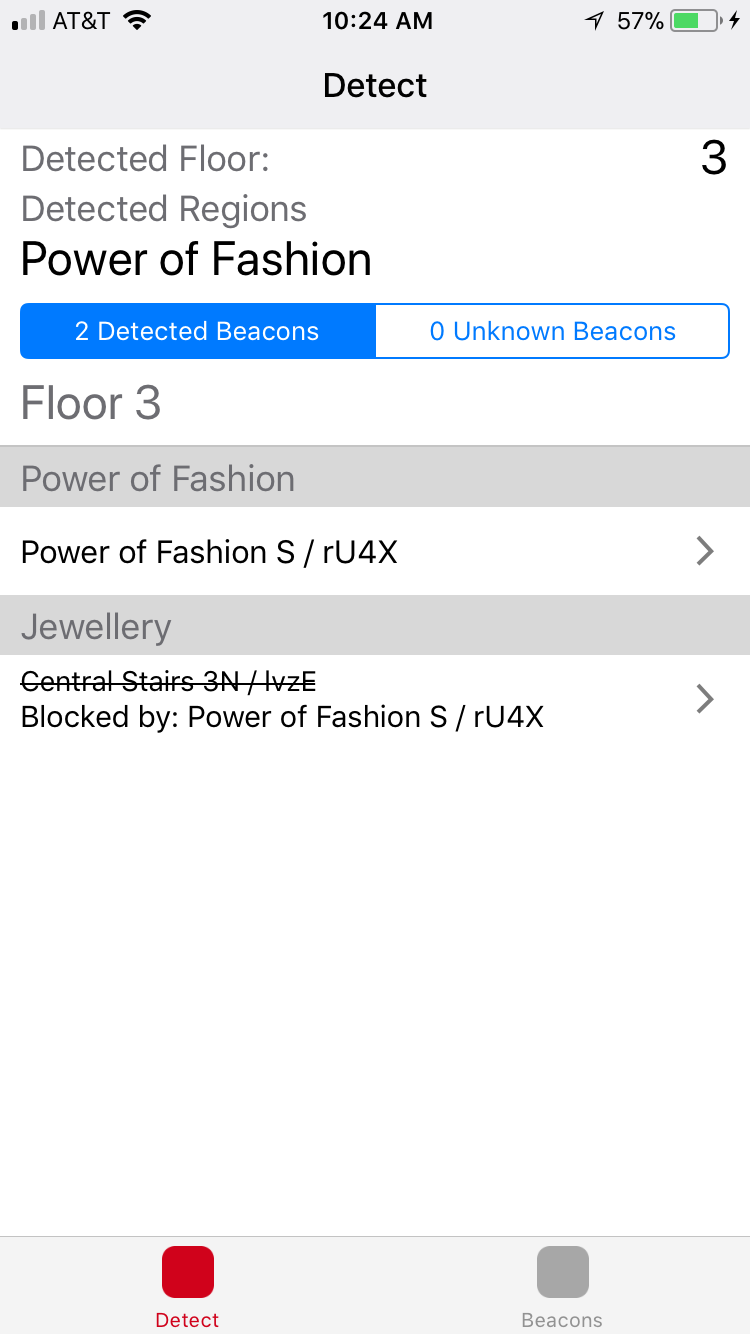 AT&T 10:24 AM 57%
Detect
Detected Floor: 3
Detected Regions
Power of Fashion
2 Detected Beacons 0 Unknown Beacons
Floor 3
Power of Fashion
Power of Fashion S / rU4X
Jewellery
Central Stairs 3N / lvzE
Blocked by: Power of Fashion S / rU4X
Detect Beacons